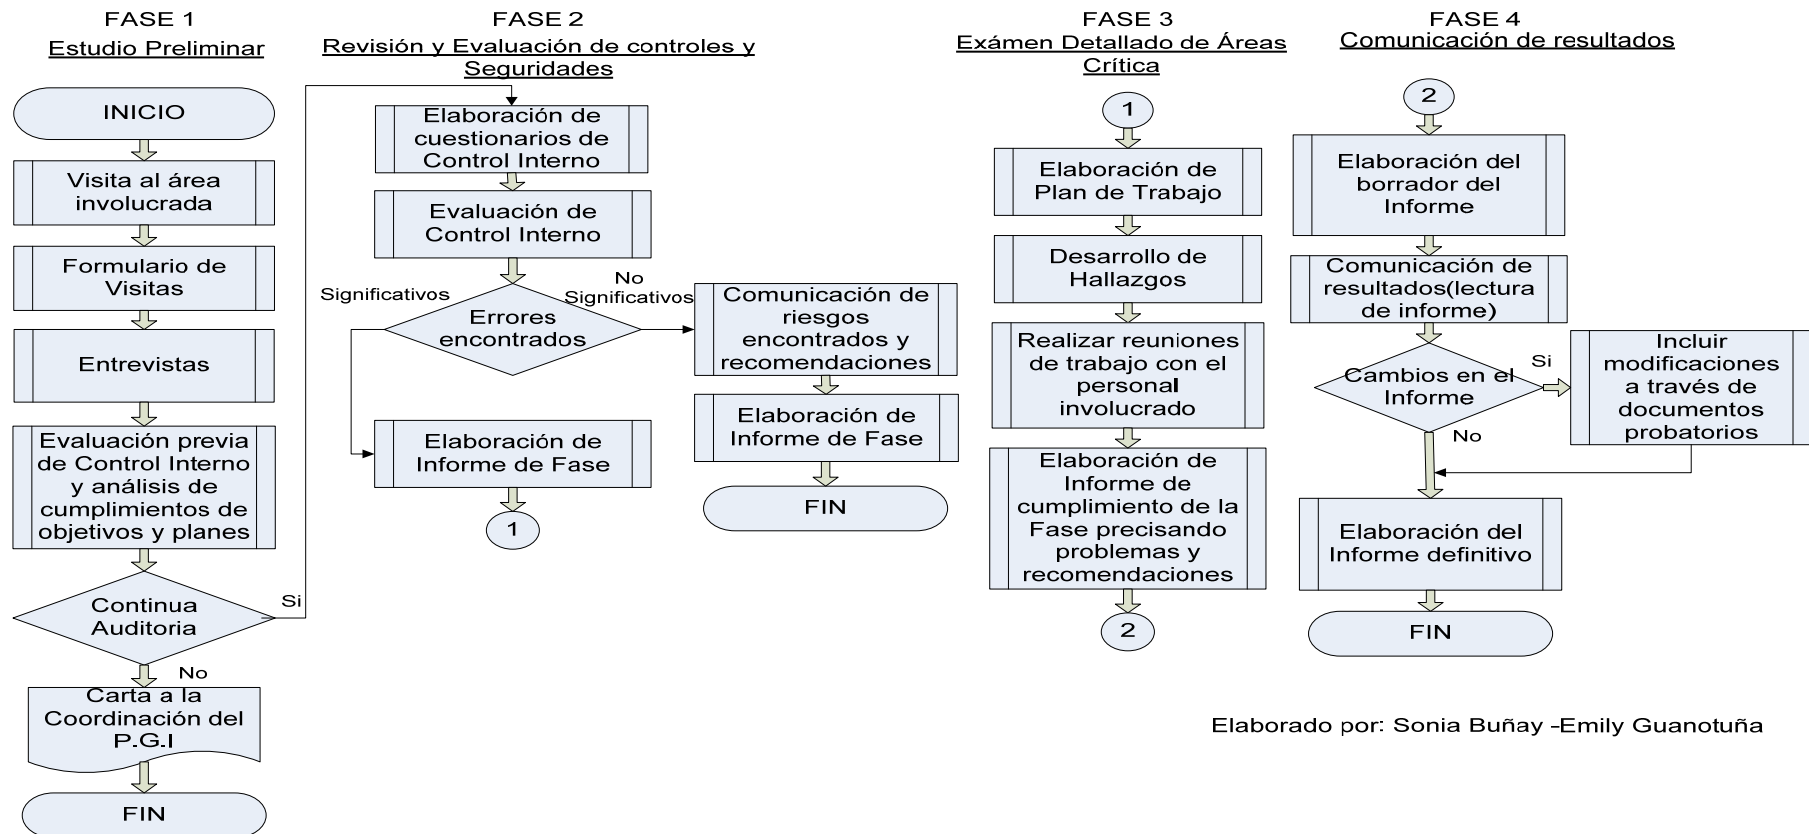 FASE 1
Estudio Preliminar
INICIO
Visita al área
involucrada
Formulario de
Visitas
Entrevistas
Evaluación previa
de Control Interno
y análisis de
cumplimientos de
objetivos y planes
Continua
Auditoria
Si
No
Carta a la
Coordinación del
P.G.I
FIN
FASE 2
Revisión y Evaluación de controles y
Seguridades
Elaboración de
cuestionarios de
Control Interno
Evaluación de
Control Interno
Significativos
No
Significativos
Errores
encontrados
Comunicación de
riesgos
encontrados y
recomendaciones
Elaboración de
Informe de Fase
FIN
Elaboración de
Informe de Fase
1
FASE 3
Exámen Detallado de Áreas
Crítica
1
Elaboración de
Plan de Trabajo
Desarrollo de
Hallazgos
Realizar reuniones
de trabajo con el
personal
involucrado
Elaboración de
Informe de
cumplimiento de la
Fase precisando
problemas y
recomendaciones
2
FASE 4
Comunicación de resultados
2
Elaboración del
borrador del
Informe
Comunicación de
resultados(lectura
de informe)
Cambios en el
Informe
Si
Incluir
modificaciones
a través de
documentos
probatorios
No
Elaboración del
Informe definitivo
FIN
Elaborado por: Sonia Buñay -Emily Guanotuña